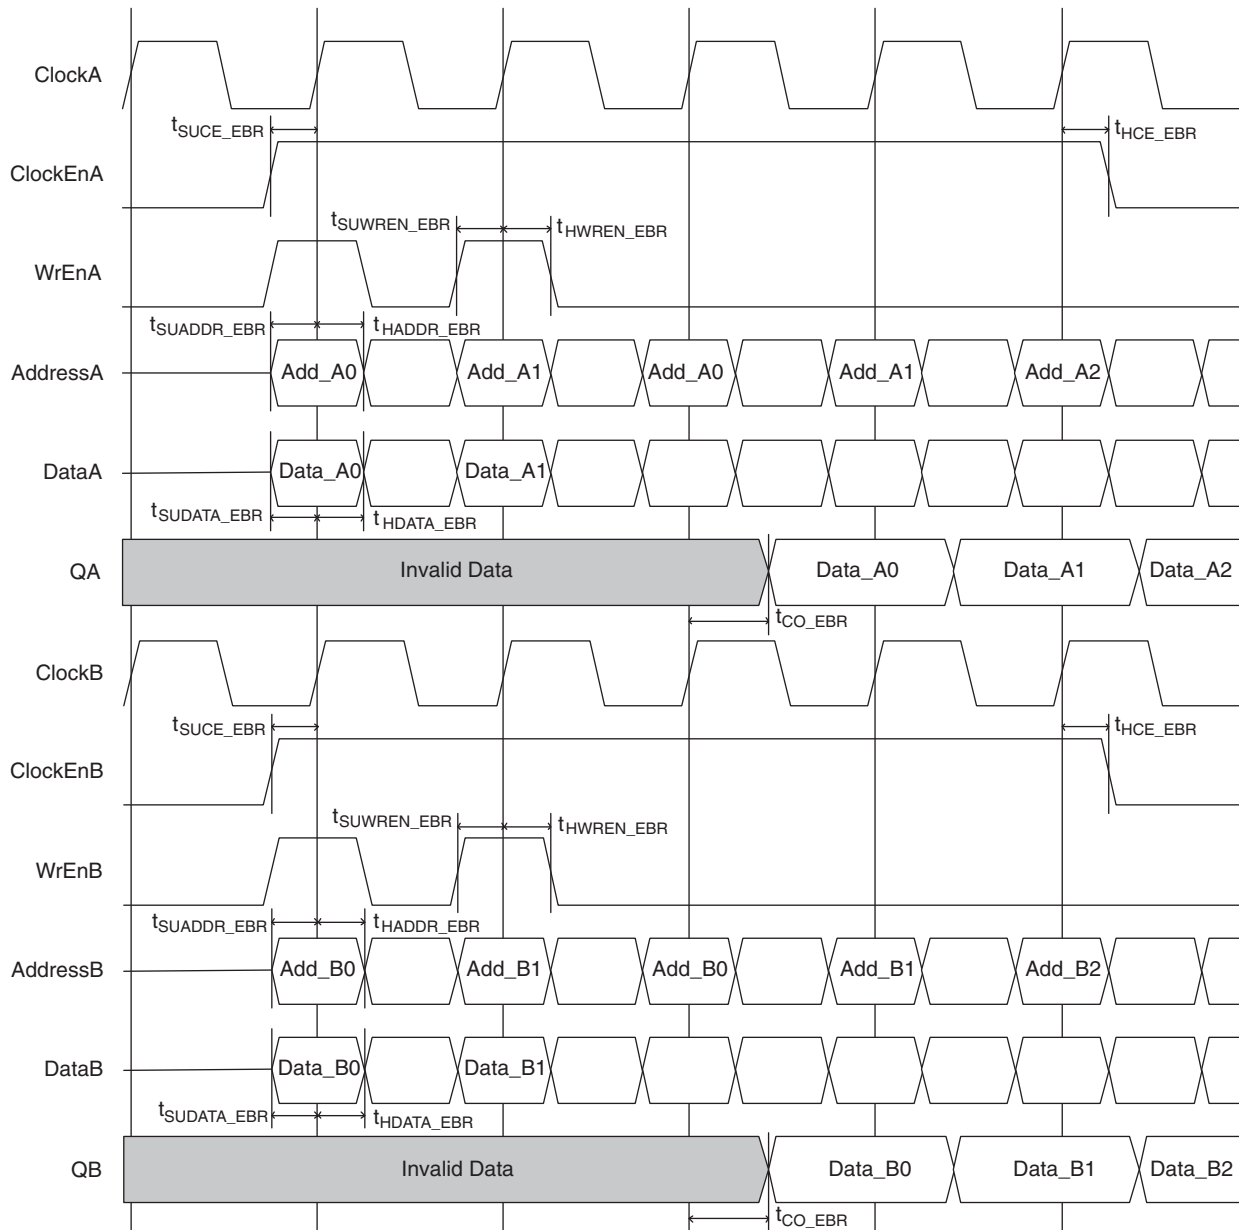 ClockA
tSUCE_EBR tHCE_EBR
ClockEnA
tSUWREN_EBR tHWREN_EBR
WrEnA
tSUADDR_EBR tHADDR_EBR
AddressA Add_A0 Add_A1 Add_A0 Add_A1 Add_A2
DataA Data_A0 Data_A1
tSUDATA_EBR tHDATA_EBR
QA Invalid Data Data_A0 Data_A1 Data_A2
tCO_EBR
ClockB
tSUCE_EBR tHCE_EBR
ClockEnB
tSUWREN_EBR tHWREN_EBR
WrEnB
tSUADDR_EBR tHADDR_EBR
AddressB Add_B0 Add_B1 Add_B0 Add_B1 Add_B2
DataB Data_B0 Data_B1
tSUDATA_EBR tHDATA_EBR
QB Invalid Data Data_B0 Data_B1 Data_B2
tCO_EBR